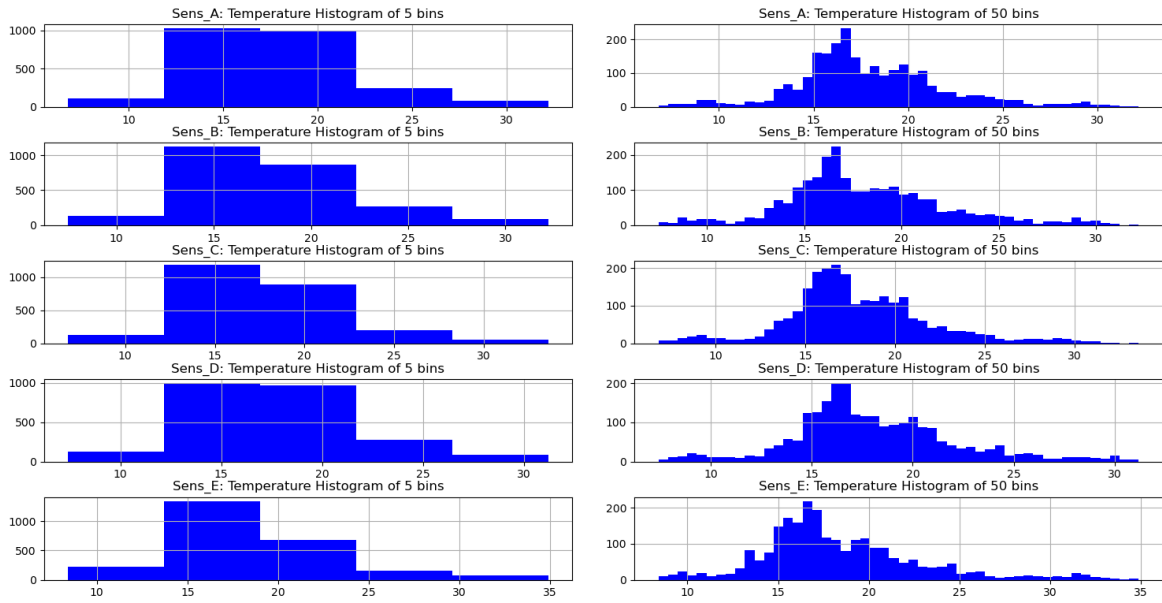 Sens_A: Temperature Histogram of 5 bins
1000
500
0
10 15 20 25 30
Sens_A: Temperature Histogram of 50 bins
200
100
0
10 15 20 25 30
Sens_B: Temperature Histogram of 5 bins
1000
500
0
10 15 20 25 30
Sens_B: Temperature Histogram of 50 bins
200
100
0
10 15 20 25 30
Sens_C: Temperature Histogram of 5 bins
1000
500
0
10 15 20 25 30
Sens_C: Temperature Histogram of 50 bins
200
100
0
10 15 20 25 30
Sens_D: Temperature Histogram of 5 bins
1000
500
0
10 15 20 25 30
Sens_D: Temperature Histogram of 50 bins
200
100
0
10 15 20 25 30
Sens_E: Temperature Histogram of 5 bins
1000
500
0
10 15 20 25 30 35
Sens_E: Temperature Histogram of 50 bins
200
100
0
10 15 20 25 30 35